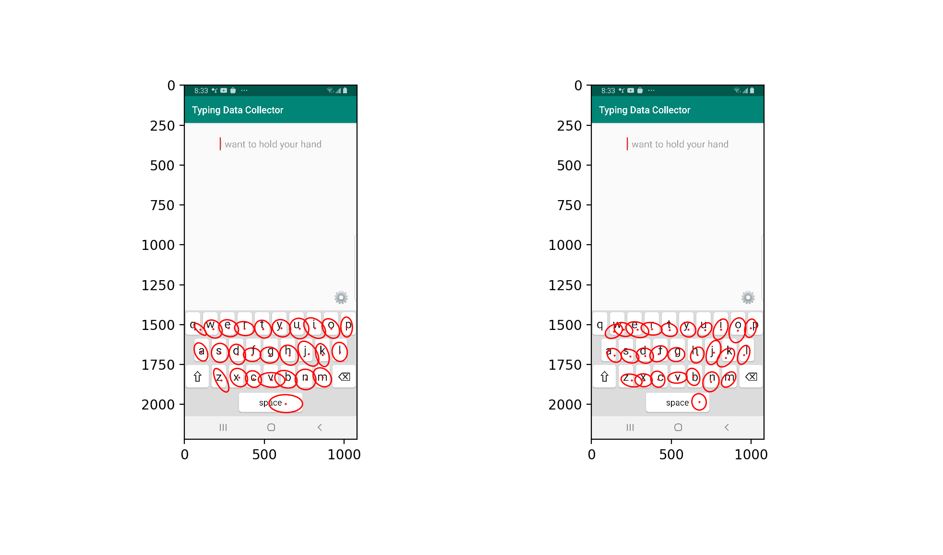 8:33
Typing Data Collector
want to hold your hand
q w e r t y u i o p
a s d f g h j k l
z x c v b n m
space
0
250
500
750
1000
1250
1500
1750
2000
0 500 1000
8:33
Typing Data Collector
want to hold your hand
q w e r t y u i o p
a s d f g h j k l
z x c v b n m
space
0
250
500
750
1000
1250
1500
1750
2000
0 500 1000